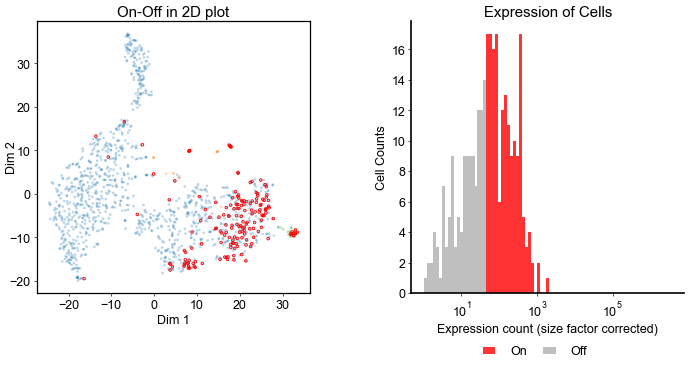 On-Off in 2D plot
Dim 2
30
20
10
0
−10
−20
−20 −10 0 10 20 30
Dim 1
Expression of Cells
Cell Counts
16
14
12
10
8
6
4
2
0
10^1 10^3 10^5
Expression count (size factor corrected)
On Off